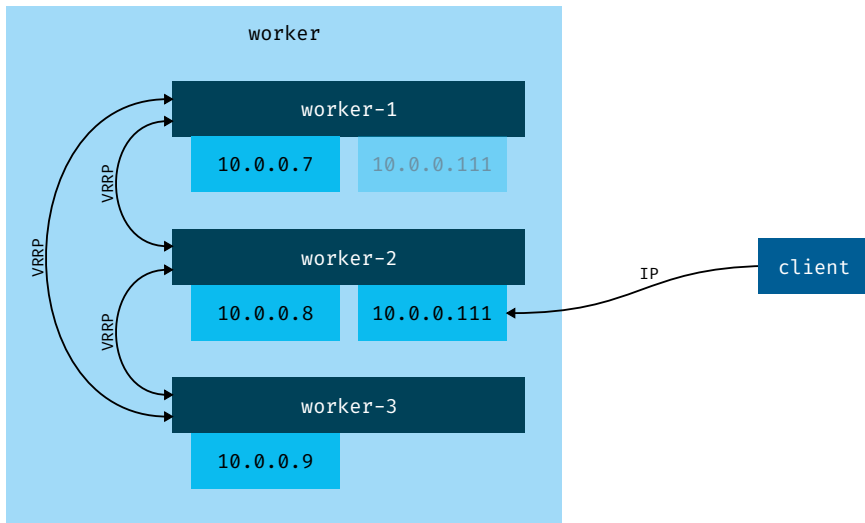 worker
worker-1
10.0.0.7
10.0.0.111
VRRP
worker-2
VRRP
client
IP
10.0.0.8
10.0.0.111
VRRP
worker-3
10.0.0.9